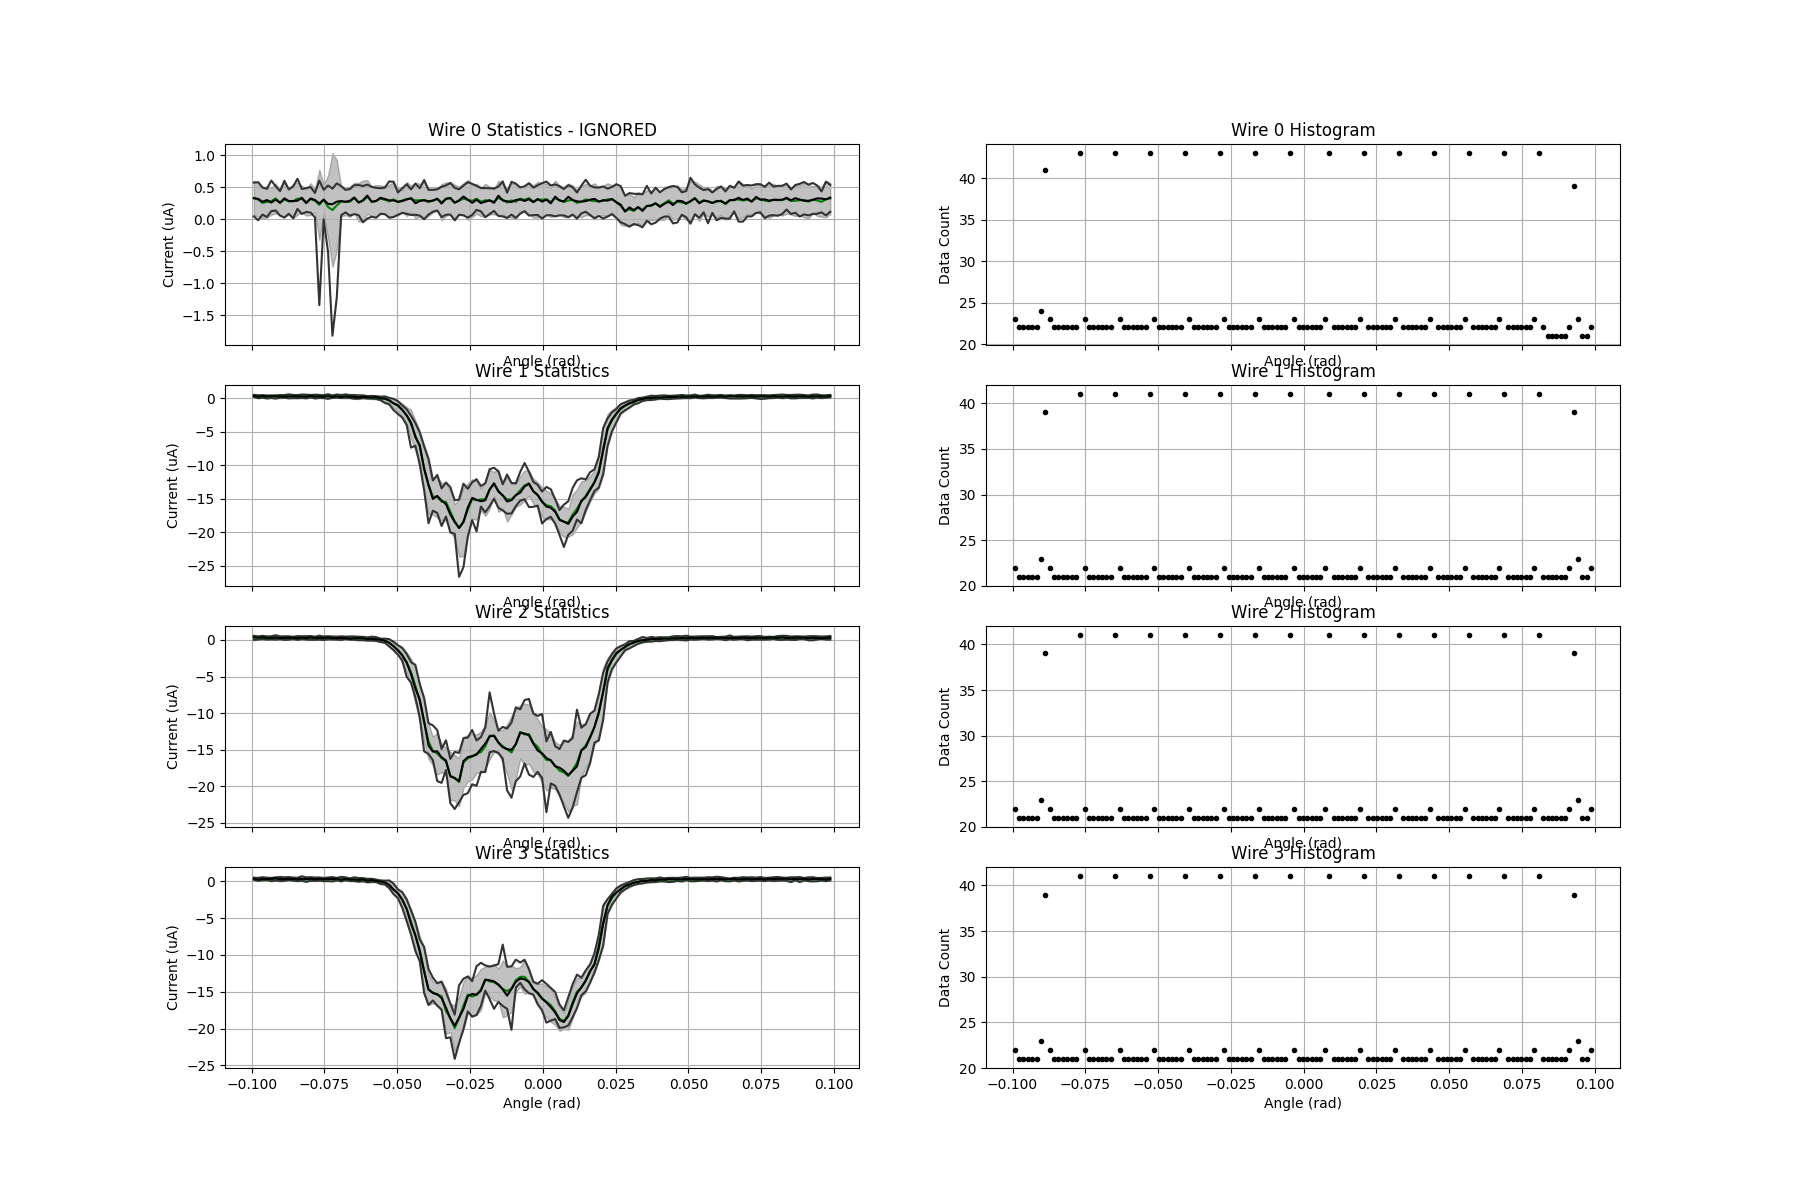 Wire 0 Statistics - IGNORED
1.0
0.5
0.0
−0.5
−1.0
−1.5
Current (uA)
Angle (rad)
Wire 0 Histogram
40
35
30
25
20
Data Count
Angle (rad)
Wire 1 Statistics
0
−5
−10
−15
−20
−25
Current (uA)
Angle (rad)
Wire 1 Histogram
40
35
30
25
20
Data Count
Angle (rad)
Wire 2 Statistics
0
−5
−10
−15
−20
−25
Current (uA)
Angle (rad)
Wire 2 Histogram
40
35
30
25
20
Data Count
Angle (rad)
Wire 3 Statistics
0
−5
−10
−15
−20
−25
Current (uA)
−0.100 −0.075 −0.050 −0.025 0.000 0.025 0.050 0.075 0.100
Angle (rad)
Wire 3 Histogram
40
35
30
25
20
Data Count
−0.100 −0.075 −0.050 −0.025 0.000 0.025 0.050 0.075 0.100
Angle (rad)